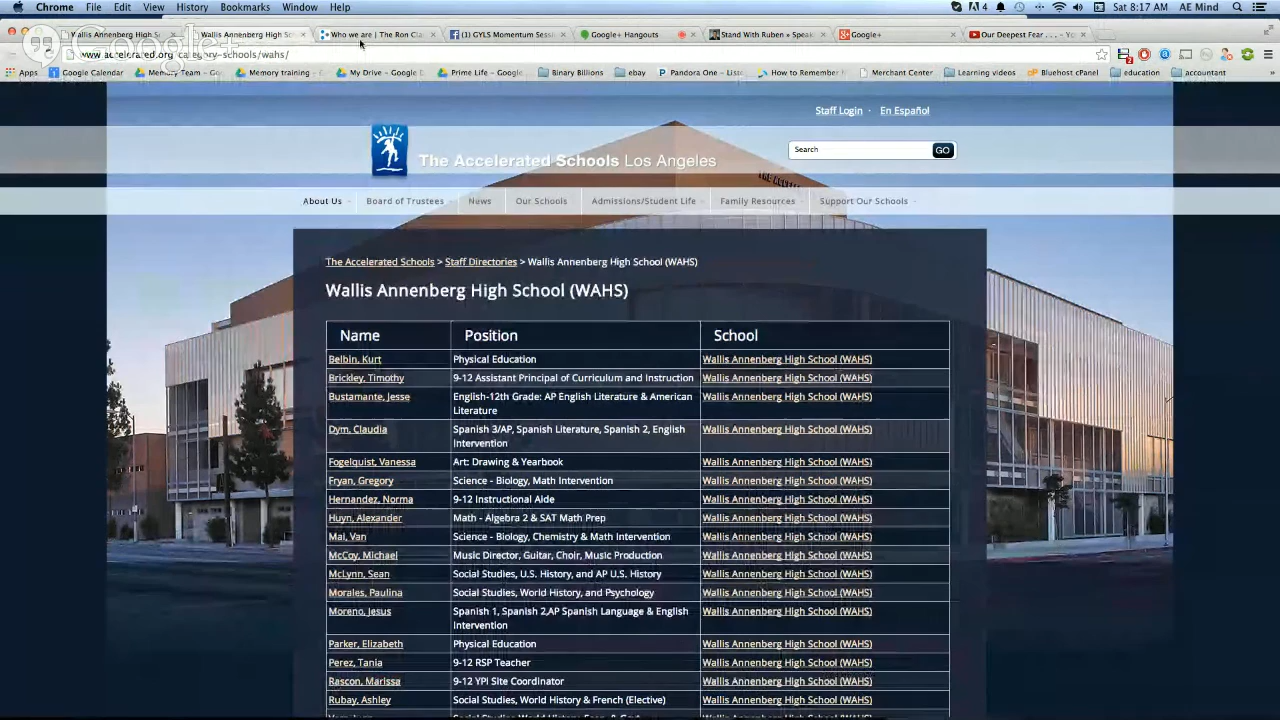 Chrome File Edit View History Bookmarks Window Help 4 Sat 8:17 AM AE Mind
Wallis Annenberg High S Wallis Annenberg High Sc Who we are | The Ron Cla (1) GYLS Momentum Sessi Google+ Hangouts Stand With Ruben » Speak Google+ Our Deepest Fear . . . - Yo
Google+
www.accelerated.org/category-schools/wahs/
Apps Google Calendar Memory Team - Go Memory training - My Drive - Google D Prime Life - Google Binary Billions ebay Pandora One - Liste How to Remember Merchant Center Learning videos Bluehost cPanel education accountant »
Staff Login · En Español
The Accelerated Schools Los Angeles
Search GO
About Us Board of Trustees News Our Schools Admissions/Student Life Family Resources Support Our Schools
The Accelerated Schools > Staff Directories > Wallis Annenberg High School (WAHS)
Wallis Annenberg High School (WAHS)
Name Position School
Belbin, Kurt Physical Education Wallis Annenberg High School (WAHS)
Brickley, Timothy 9-12 Assistant Principal of Curriculum and Instruction Wallis Annenberg High School (WAHS)
Bustamante, Jesse English-12th Grade: AP English Literature & American Wallis Annenberg High School (WAHS)
Literature
Dym, Claudia Spanish 3/AP, Spanish Literature, Spanish 2, English Wallis Annenberg High School (WAHS)
Intervention
Fogelquist, Vanessa Art: Drawing & Yearbook Wallis Annenberg High School (WAHS)
Fryan, Gregory Science - Biology, Math Intervention Wallis Annenberg High School (WAHS)
Hernandez, Norma 9-12 Instructional Aide Wallis Annenberg High School (WAHS)
Huyn, Alexander Math - Algebra 2 & SAT Math Prep Wallis Annenberg High School (WAHS)
Mai, Van Science - Biology, Chemistry & Math Intervention Wallis Annenberg High School (WAHS)
McCoy, Michael Music Director, Guitar, Choir, Music Production Wallis Annenberg High School (WAHS)
McLynn, Sean Social Studies, U.S. History, and AP U.S. History Wallis Annenberg High School (WAHS)
Morales, Paulina Social Studies, World History, and Psychology Wallis Annenberg High School (WAHS)
Moreno, Jesus Spanish 1, Spanish 2,AP Spanish Language & English Wallis Annenberg High School (WAHS)
Intervention
Parker, Elizabeth Physical Education Wallis Annenberg High School (WAHS)
Perez, Tania 9-12 RSP Teacher Wallis Annenberg High School (WAHS)
Rascon, Marissa 9-12 YPI Site Coordinator Wallis Annenberg High School (WAHS)
Rubay, Ashley Social Studies, World History & French (Elective) Wallis Annenberg High School (WAHS)